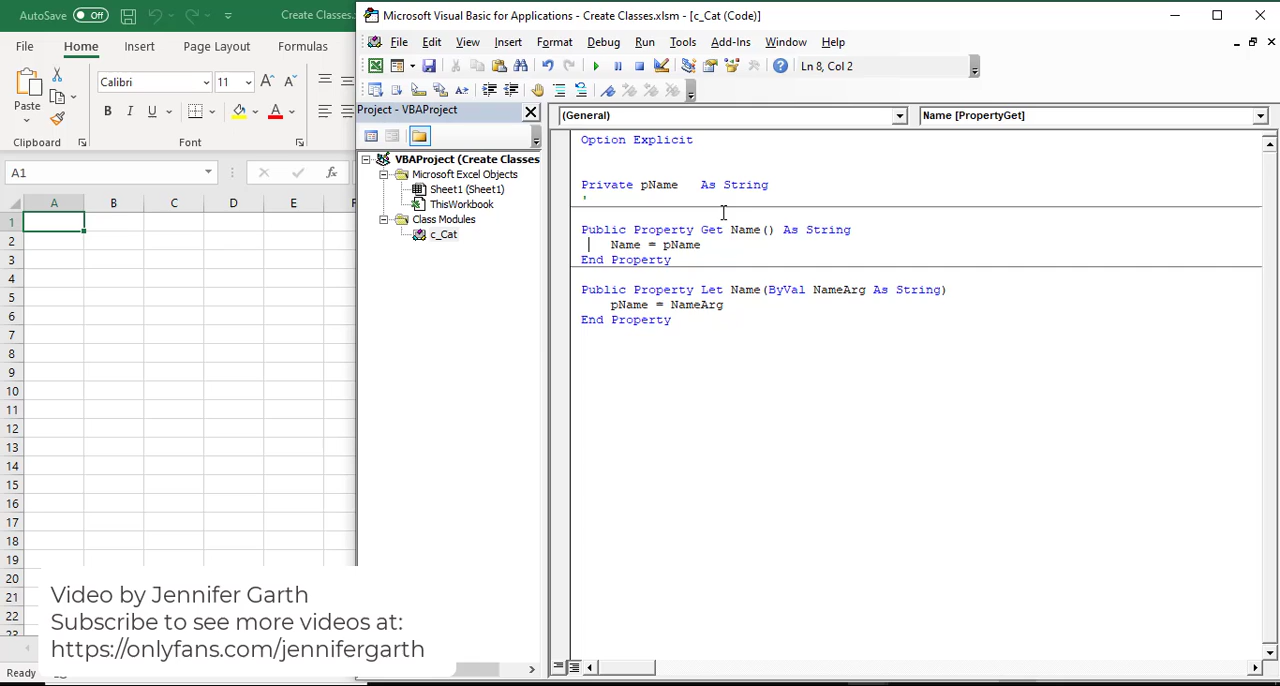 AutoSave Off Create Classes.
File Home Insert Page Layout Formulas
Paste Calibri 11
B I U A
Clipboard Font
A1 fx
A B C D E F
1
2
3
4
5
6
7
8
9
10
11
12
13
14
15
16
17
18
19
20
21
22
23
Ready
Microsoft Visual Basic for Applications - Create Classes.xlsm - [c_Cat (Code)]
File Edit View Insert Format Debug Run Tools Add-Ins Window Help
Ln 8, Col 2
Project - VBAProject
VBAProject (Create Classes
Microsoft Excel Objects
Sheet1 (Sheet1)
ThisWorkbook
Class Modules
c_Cat
(General) Name [PropertyGet]
Option Explicit
Private pName As String
'
Public Property Get Name() As String
Name = pName
End Property
Public Property Let Name(ByVal NameArg As String)
pName = NameArg
End Property
Video by Jennifer Garth
Subscribe to see more videos at:
https://onlyfans.com/jennifergarth